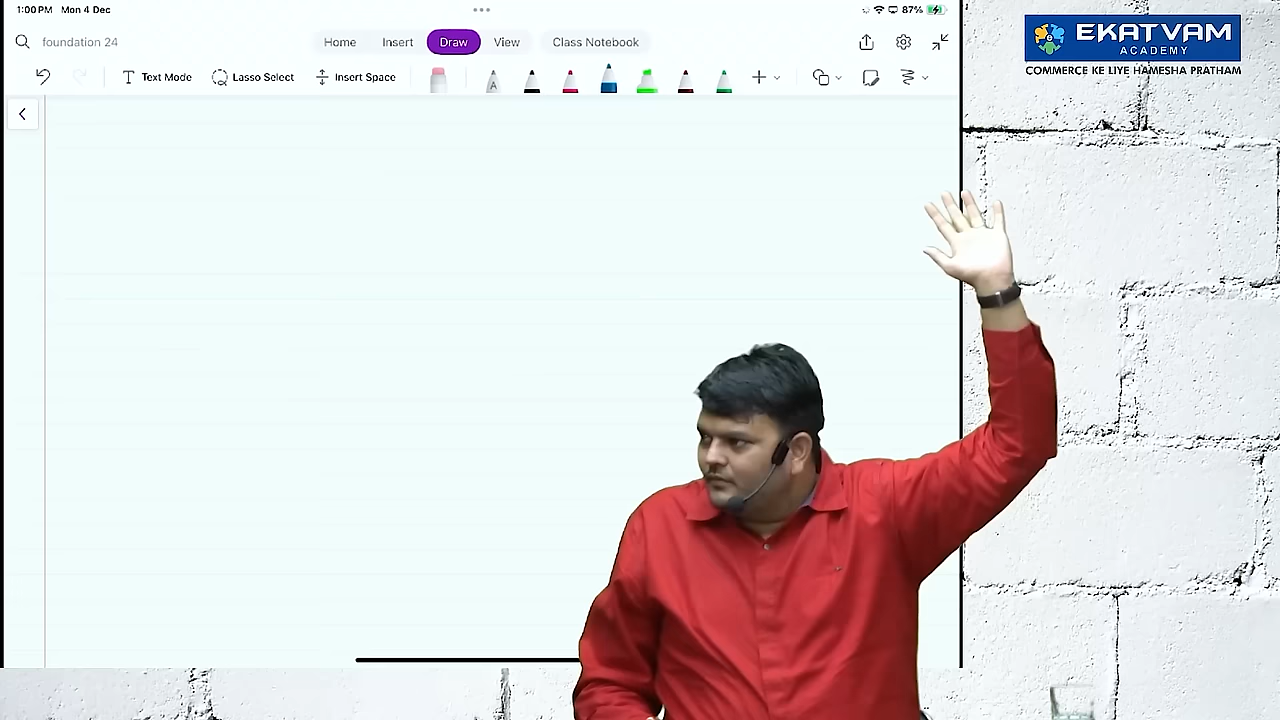 1:00 PM Mon 4 Dec
87%
foundation 24
Home Insert Draw View Class Notebook
Text Mode Lasso Select Insert Space
A
EKATVAM
ACADEMY
COMMERCE KE LIYE HAMESHA PRATHAM